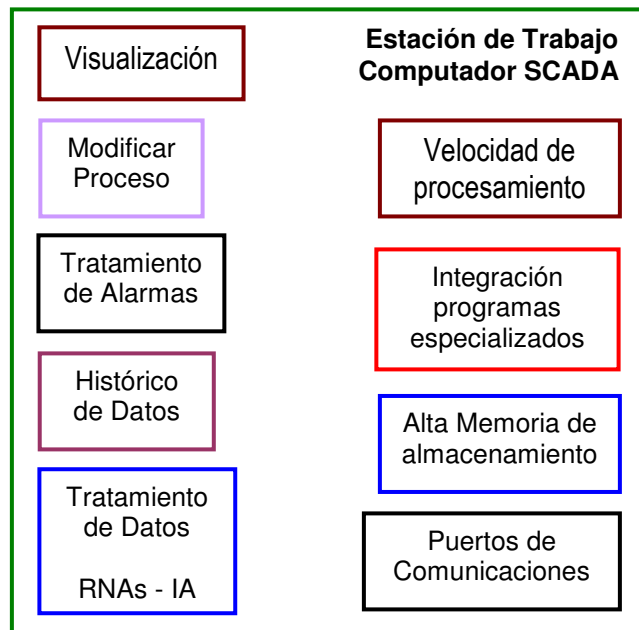 Visualización
Estación de Trabajo
Computador SCADA
Modificar
Proceso
Velocidad de
procesamiento
Tratamiento
de Alarmas
Integración
programas
especializados
Histórico
de Datos
Alta Memoria de
almacenamiento
Tratamiento
de Datos
RNAs - IA
Puertos de
Comunicaciones